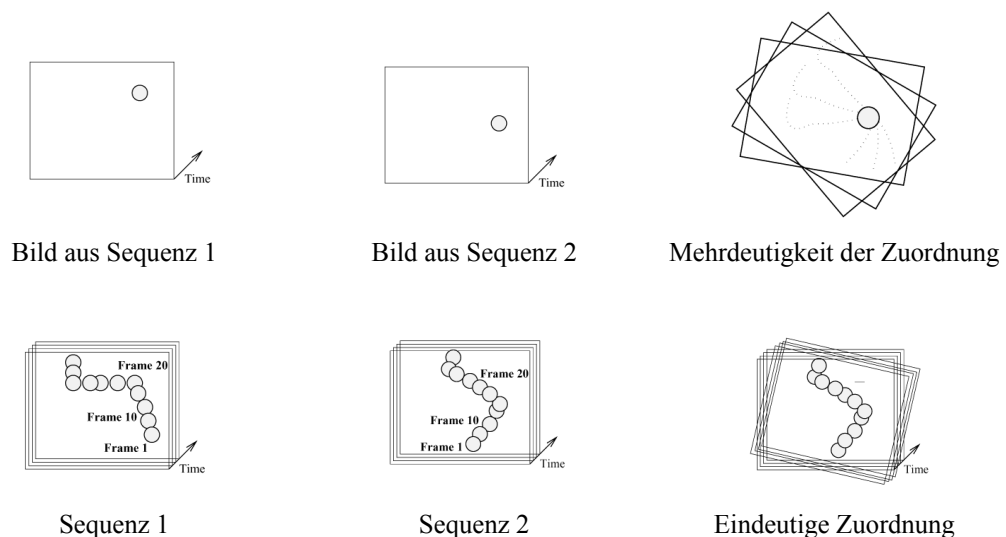 Time
Time
Bild aus Sequenz 1
Bild aus Sequenz 2
Mehrdeutigkeit der Zuordnung
Frame 20
Frame 10
Frame 1
Time
Frame 20
Frame 10
Frame 1
Time
Time
Sequenz 1
Sequenz 2
Eindeutige Zuordnung